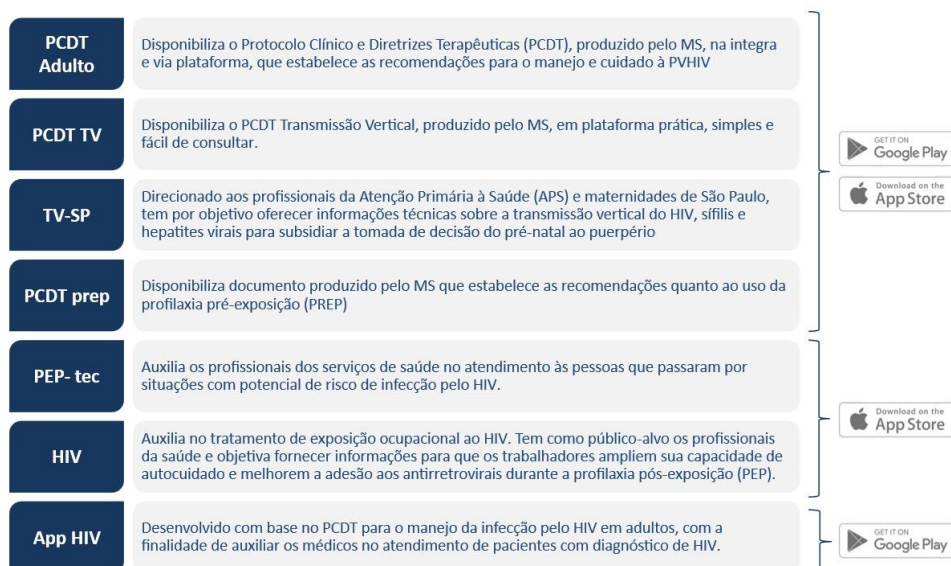 PCDT
Adulto
Disponibiliza o Protocolo Clínico e Diretrizes Terapêuticas (PCDT), produzido pelo MS, na integra
e via plataforma, que estabelece as recomendações para o manejo e cuidado à PVHIV
PCDT TV
Disponibiliza o PCDT Transmissão Vertical, produzido pelo MS, em plataforma prática, simples e
fácil de consultar.
TV-SP
Direcionado aos profissionais da Atenção Primária à Saúde (APS) e maternidades de São Paulo,
tem por objetivo oferecer informações técnicas sobre a transmissão vertical do HIV, sífilis e
hepatites virais para subsidiar a tomada de decisão do pré-natal ao puerpério
PCDT prep
Disponibiliza documento produzido pelo MS que estabelece as recomendações quanto ao uso da
profilaxia pré-exposição (PREP)
GET IT ON
Google Play
Download on the
App Store
PEP- tec
Auxilia os profissionais dos serviços de saúde no atendimento às pessoas que passaram por
situações com potencial de risco de infecção pelo HIV.
HIV
Auxilia no tratamento de exposição ocupacional ao HIV. Tem como público-alvo os profissionais
da saúde e objetiva fornecer informações para que os trabalhadores ampliem sua capacidade de
autocuidado e melhorem a adesão aos antirretrovirais durante a profilaxia pós-exposição (PEP).
Download on the
App Store
App HIV
Desenvolvido com base no PCDT para o manejo da infecção pelo HIV em adultos, com a
finalidade de auxiliar os médicos no atendimento de pacientes com diagnóstico de HIV.
GET IT ON
Google Play